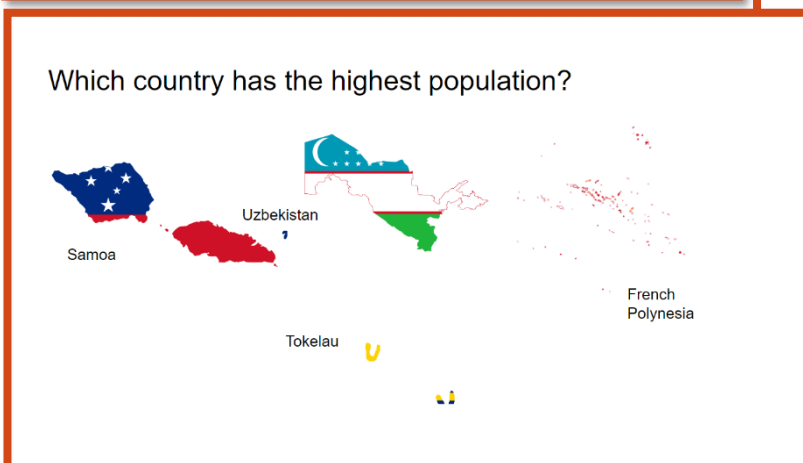 Which country has the highest population?
Uzbekistan
Samoa
French
Polynesia
Tokelau